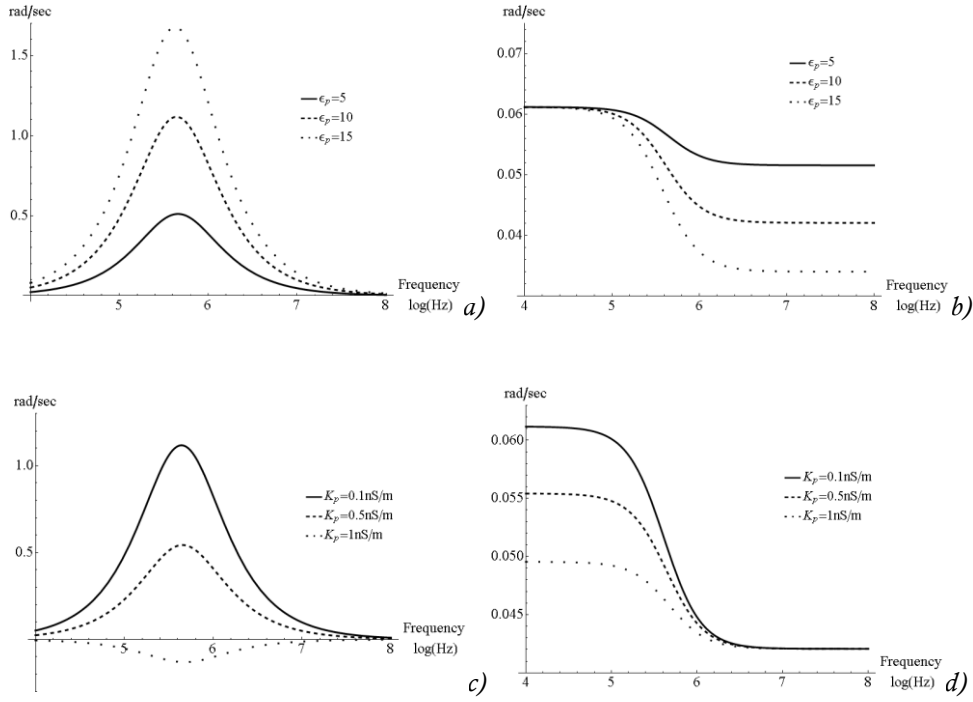 rad/sec
1.5
1.0
0.5
ϵp=5
ϵp=10
ϵp=15
5
6
7
8
Frequency
log(Hz)
a)
rad/sec
0.07
0.06
0.05
0.04
ϵp=5
ϵp=10
ϵp=15
4
5
6
7
8
Frequency
log(Hz)
b)
rad/sec
1.0
0.5
Kp=0.1nS/m
Kp=0.5nS/m
Kp=1nS/m
5
6
7
8
Frequency
log(Hz)
c)
rad/sec
0.060
0.055
0.050
0.045
Kp=0.1nS/m
Kp=0.5nS/m
Kp=1nS/m
4
5
6
7
8
Frequency
log(Hz)
d)